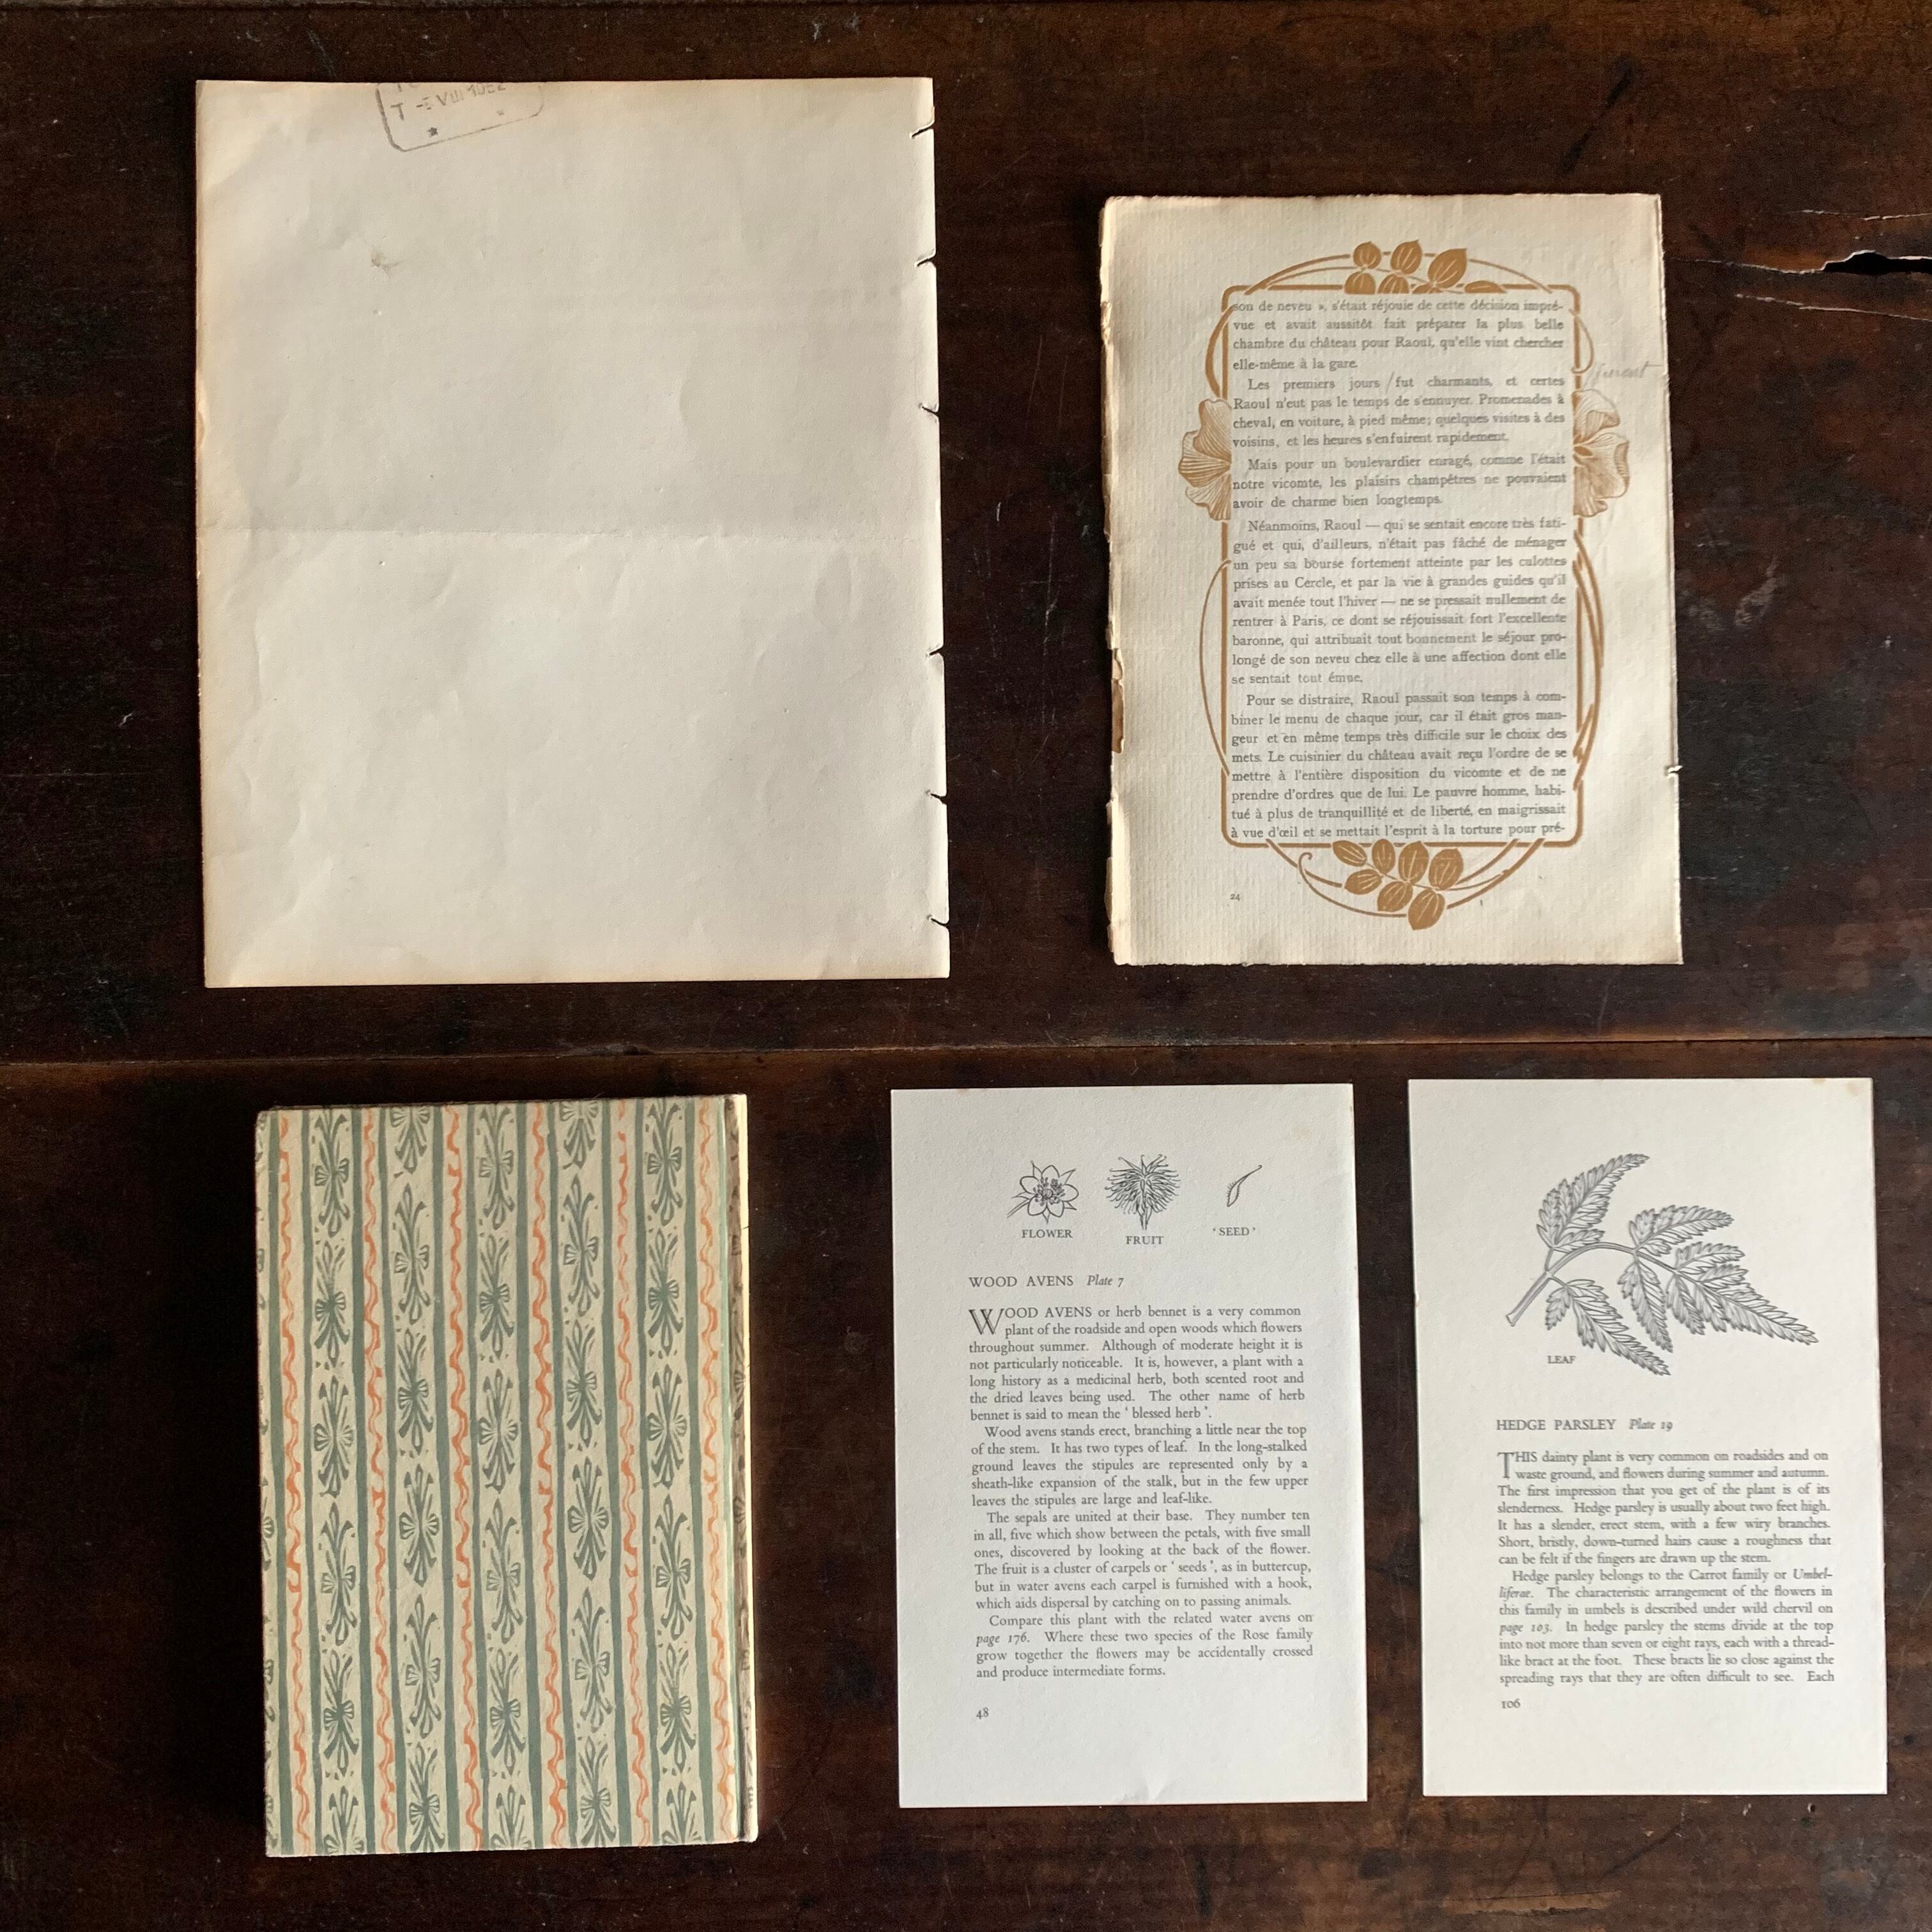 T -5 VIII 1952
son de neveu », s'était réjouie de cette décision impré-
vue et avait aussitôt fait préparer la plus belle
chambre du château pour Raoul, qu'elle vint chercher
elle-même à la gare.
Les premiers jours / fut charmants, et certes
furent
Raoul n'eut pas le temps de s'ennuyer. Promenades à
cheval, en voiture, à pied même; quelques visites à des
voisins, et les heures s'enfuirent rapidement.
Mais pour un boulevardier enragé, comme l'était
notre vicomte, les plaisirs champêtres ne pouvaient
avoir de charme bien longtemps.
Néanmoins, Raoul — qui se sentait encore très fati-
gué et qui, d'ailleurs, n'était pas fâché de ménager
un peu sa bourse fortement atteinte par les culottes
prises au Cercle, et par la vie à grandes guides qu'il
avait menée tout l'hiver — ne se pressait nullement de
rentrer à Paris, ce dont se réjouissait fort l'excellente
baronne, qui attribuait tout bonnement le séjour pro-
longé de son neveu chez elle à une affection dont elle
se sentait tout émue.
Pour se distraire, Raoul passait son temps à com-
biner le menu de chaque jour, car il était gros man-
geur et en même temps très difficile sur le choix des
mets. Le cuisinier du château avait reçu l'ordre de se
mettre à l'entière disposition du vicomte et de ne
prendre d'ordres que de lui. Le pauvre homme, habi-
tué à plus de tranquillité et de liberté, en maigrissait
à vue d'œil et se mettait l'esprit à la torture pour pré-
24
FLOWER
FRUIT
' SEED '
WOOD AVENS Plate 7
WOOD AVENS or herb bennet is a very common
plant of the roadside and open woods which flowers
throughout summer. Although of moderate height it is
not particularly noticeable. It is, however, a plant with a
long history as a medicinal herb, both scented root and
the dried leaves being used. The other name of herb
bennet is said to mean the ' blessed herb '.
Wood avens stands erect, branching a little near the top
of the stem. It has two types of leaf. In the long-stalked
ground leaves the stipules are represented only by a
sheath-like expansion of the stalk, but in the few upper
leaves the stipules are large and leaf-like.
The sepals are united at their base. They number ten
in all, five which show between the petals, with five small
ones, discovered by looking at the back of the flower.
The fruit is a cluster of carpels or ' seeds ', as in buttercup,
but in water avens each carpel is furnished with a hook,
which aids dispersal by catching on to passing animals.
Compare this plant with the related water avens on
page 176. Where these two species of the Rose family
grow together the flowers may be accidentally crossed
and produce intermediate forms.
48
LEAF
HEDGE PARSLEY Plate 19
THIS dainty plant is very common on roadsides and on
waste ground, and flowers during summer and autumn.
The first impression that you get of the plant is of its
slenderness. Hedge parsley is usually about two feet high.
It has a slender, erect stem, with a few wiry branches.
Short, bristly, down-turned hairs cause a roughness that
can be felt if the fingers are drawn up the stem.
Hedge parsley belongs to the Carrot family or Umbel-
liferae. The characteristic arrangement of the flowers in
this family in umbels is described under wild chervil on
page 103. In hedge parsley the stems divide at the top
into not more than seven or eight rays, each with a thread-
like bract at the foot. These bracts lie so close against the
spreading rays that they are often difficult to see. Each
106